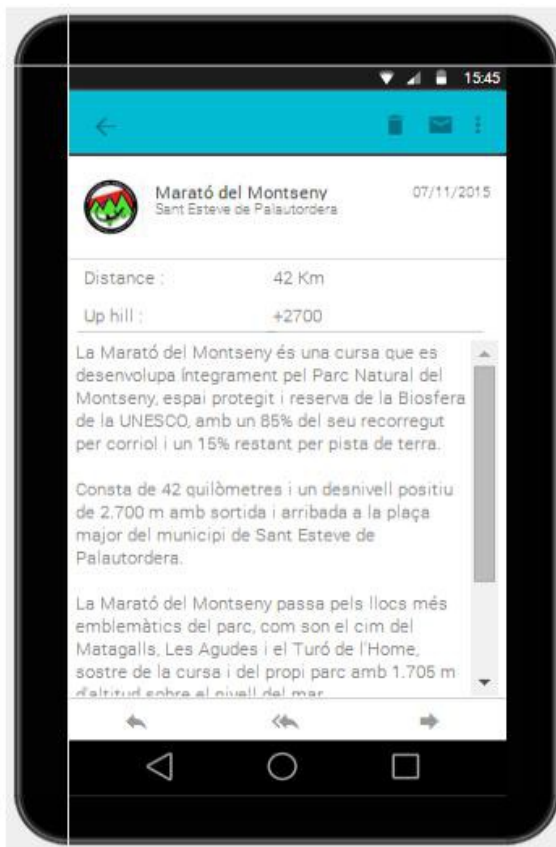 15:45
Marató del Montseny
07/11/2015
Sant Esteve de Palautordera
Distance : 42 Km
Up hill : +2700
La Marató del Montseny és una cursa que es
desenvolupa íntegrament pel Parc Natural del
Montseny, espai protegit i reserva de la Biosfera
de la UNESCO, amb un 85% del seu recorregut
per corriol i un 15% restant per pista de terra.
Consta de 42 quilòmetres i un desnivell positiu
de 2.700 m amb sortida i arribada a la plaça
major del municipi de Sant Esteve de
Palautordera.
La Marató del Montseny passa pels llocs més
emblemàtics del parc, com son el cim del
Matagalls, Les Agudes i el Turó de l'Home,
sostre de la cursa i del propi parc amb 1.705 m
d'altitud sobre el nivell del mar